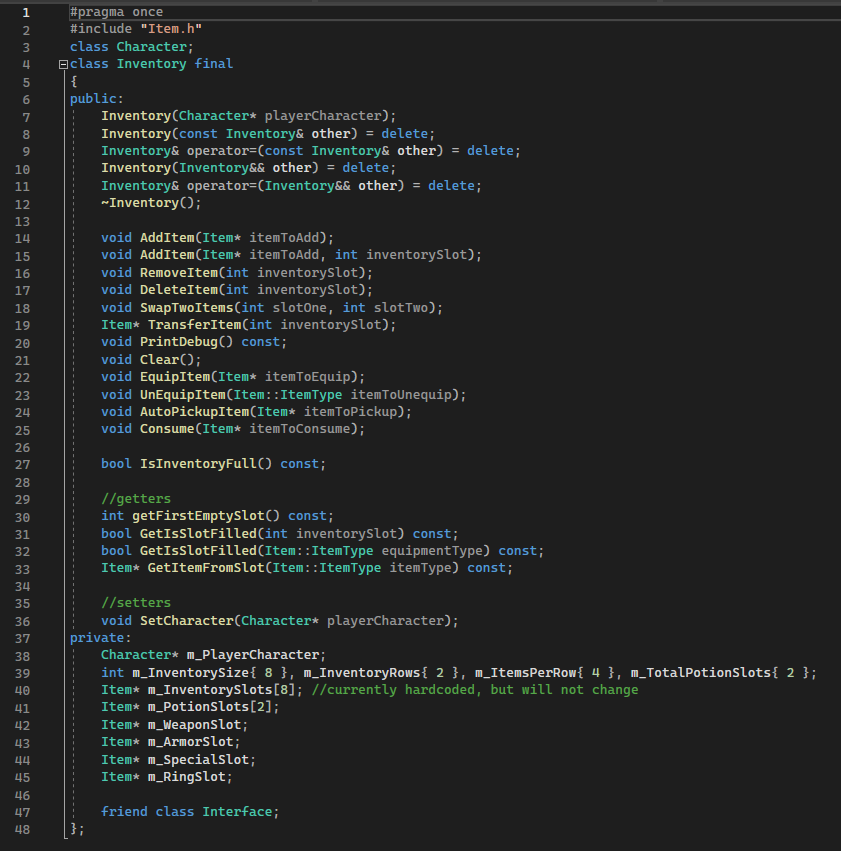 1 #pragma once
2 #include "Item.h"
3 class Character;
4 class Inventory final
5 {
6 public:
7 Inventory(Character* playerCharacter);
8 Inventory(const Inventory& other) = delete;
9 Inventory& operator=(const Inventory& other) = delete;
10 Inventory(Inventory&& other) = delete;
11 Inventory& operator=(Inventory&& other) = delete;
12 ~Inventory();
13
14 void AddItem(Item* itemToAdd);
15 void AddItem(Item* itemToAdd, int inventorySlot);
16 void RemoveItem(int inventorySlot);
17 void DeleteItem(int inventorySlot);
18 void SwapTwoItems(int slotOne, int slotTwo);
19 Item* TransferItem(int inventorySlot);
20 void PrintDebug() const;
21 void Clear();
22 void EquipItem(Item* itemToEquip);
23 void UnEquipItem(Item::ItemType itemToUnequip);
24 void AutoPickupItem(Item* itemToPickup);
25 void Consume(Item* itemToConsume);
26
27 bool IsInventoryFull() const;
28
29 //getters
30 int getFirstEmptySlot() const;
31 bool GetIsSlotFilled(int inventorySlot) const;
32 bool GetIsSlotFilled(Item::ItemType equipmentType) const;
33 Item* GetItemFromSlot(Item::ItemType itemType) const;
34
35 //setters
36 void SetCharacter(Character* playerCharacter);
37 private:
38 Character* m_PlayerCharacter;
39 int m_InventorySize{ 8 }, m_InventoryRows{ 2 }, m_ItemsPerRow{ 4 }, m_TotalPotionSlots{ 2 };
40 Item* m_InventorySlots[8]; //currently hardcoded, but will not change
41 Item* m_PotionSlots[2];
42 Item* m_WeaponSlot;
43 Item* m_ArmorSlot;
44 Item* m_SpecialSlot;
45 Item* m_RingSlot;
46
47 friend class Interface;
48 };